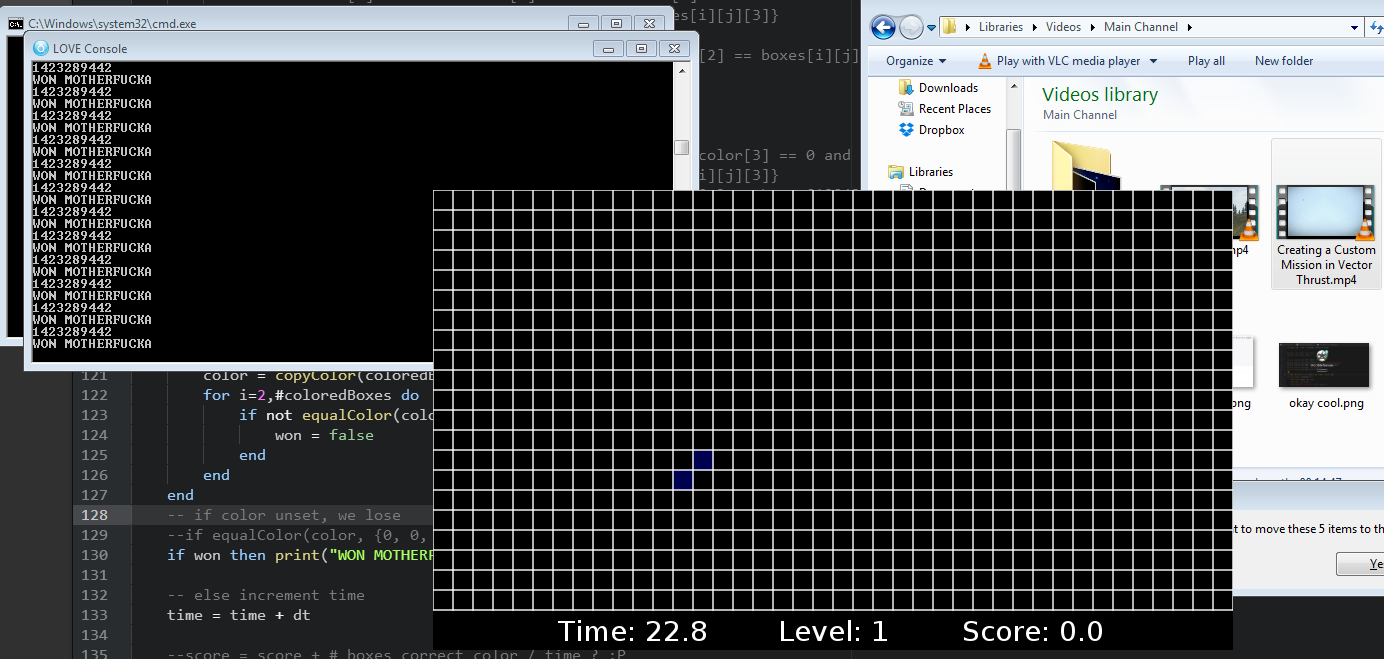 C:\Windows\system32\cmd.exe
LOVE Console
1423289442
WON MOTHERFUCKA
1423289442
WON MOTHERFUCKA
1423289442
WON MOTHERFUCKA
1423289442
WON MOTHERFUCKA
1423289442
WON MOTHERFUCKA
1423289442
WON MOTHERFUCKA
1423289442
WON MOTHERFUCKA
1423289442
WON MOTHERFUCKA
1423289442
WON MOTHERFUCKA
1423289442
WON MOTHERFUCKA
1423289442
WON MOTHERFUCKA
1423289442
WON MOTHERFUCKA
es[i][j][3]}
[2] == boxes[i][j]
color[3] == 0 and
i][j][3]}
121 color = copyColor(coloredB
122 for i=2,#coloredBoxes do
123 if not equalColor(colo
124 won = false
125 end
126 end
127 end
128 -- if color unset, we lose
129 --if equalColor(color, {0, 0,
130 if won then print("WON MOTHERF
131
132 -- else increment time
133 time = time + dt
134
135 --score = score + # boxes correct color / time ? :P
Time: 22.8 Level: 1 Score: 0.0
Libraries Videos Main Channel
Organize Play with VLC media player Play all New folder
Downloads
Recent Places
Dropbox
Libraries
Videos library
Main Channel
mp4
Creating a Custom
Mission in Vector
Thrust.mp4
png
okay cool.png
t to move these 5 items to th
Yes